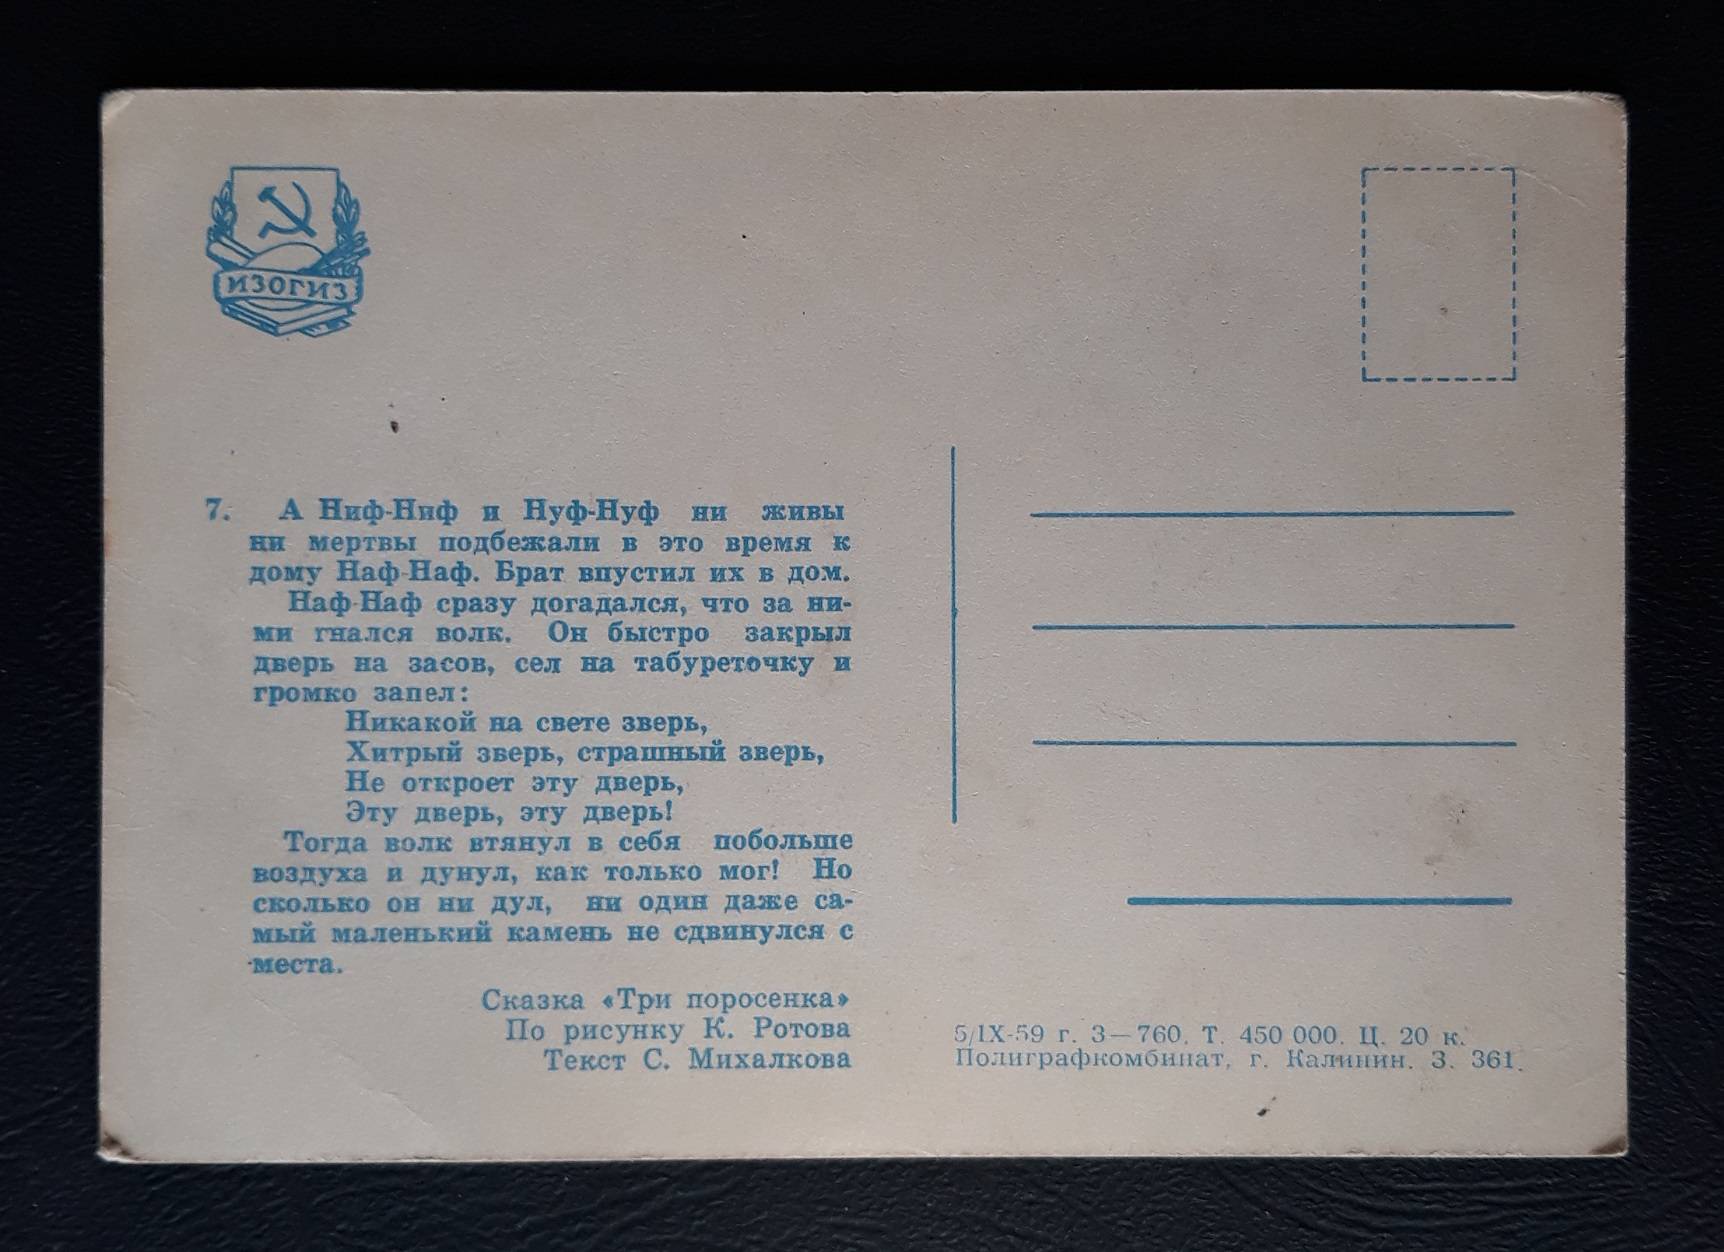 ИЗОГИЗ
7. А Ниф-Ниф и Нуф-Нуф ни живы
ни мертвы подбежали в это время к
дому Наф-Наф. Брат впустил их в дом.
Наф-Наф сразу догадался, что за ни-
ми гнался волк. Он быстро закрыл
дверь на засов, сел на табуреточку и
громко запел:
Никакой на свете зверь,
Хитрый зверь, страшный зверь,
Не откроет эту дверь,
Эту дверь, эту дверь!
Тогда волк втянул в себя побольше
воздуха и дунул, как только мог! Но
сколько он ни дул, ни один даже са-
мый маленький камень не сдвинулся с
места.
Сказка «Три поросенка»
По рисунку К. Ротова
Текст С. Михалкова
5/IX-59 г. З—760. Т. 450 000. Ц. 20 к.
Полиграфкомбинат, г. Калинин. З. 361.